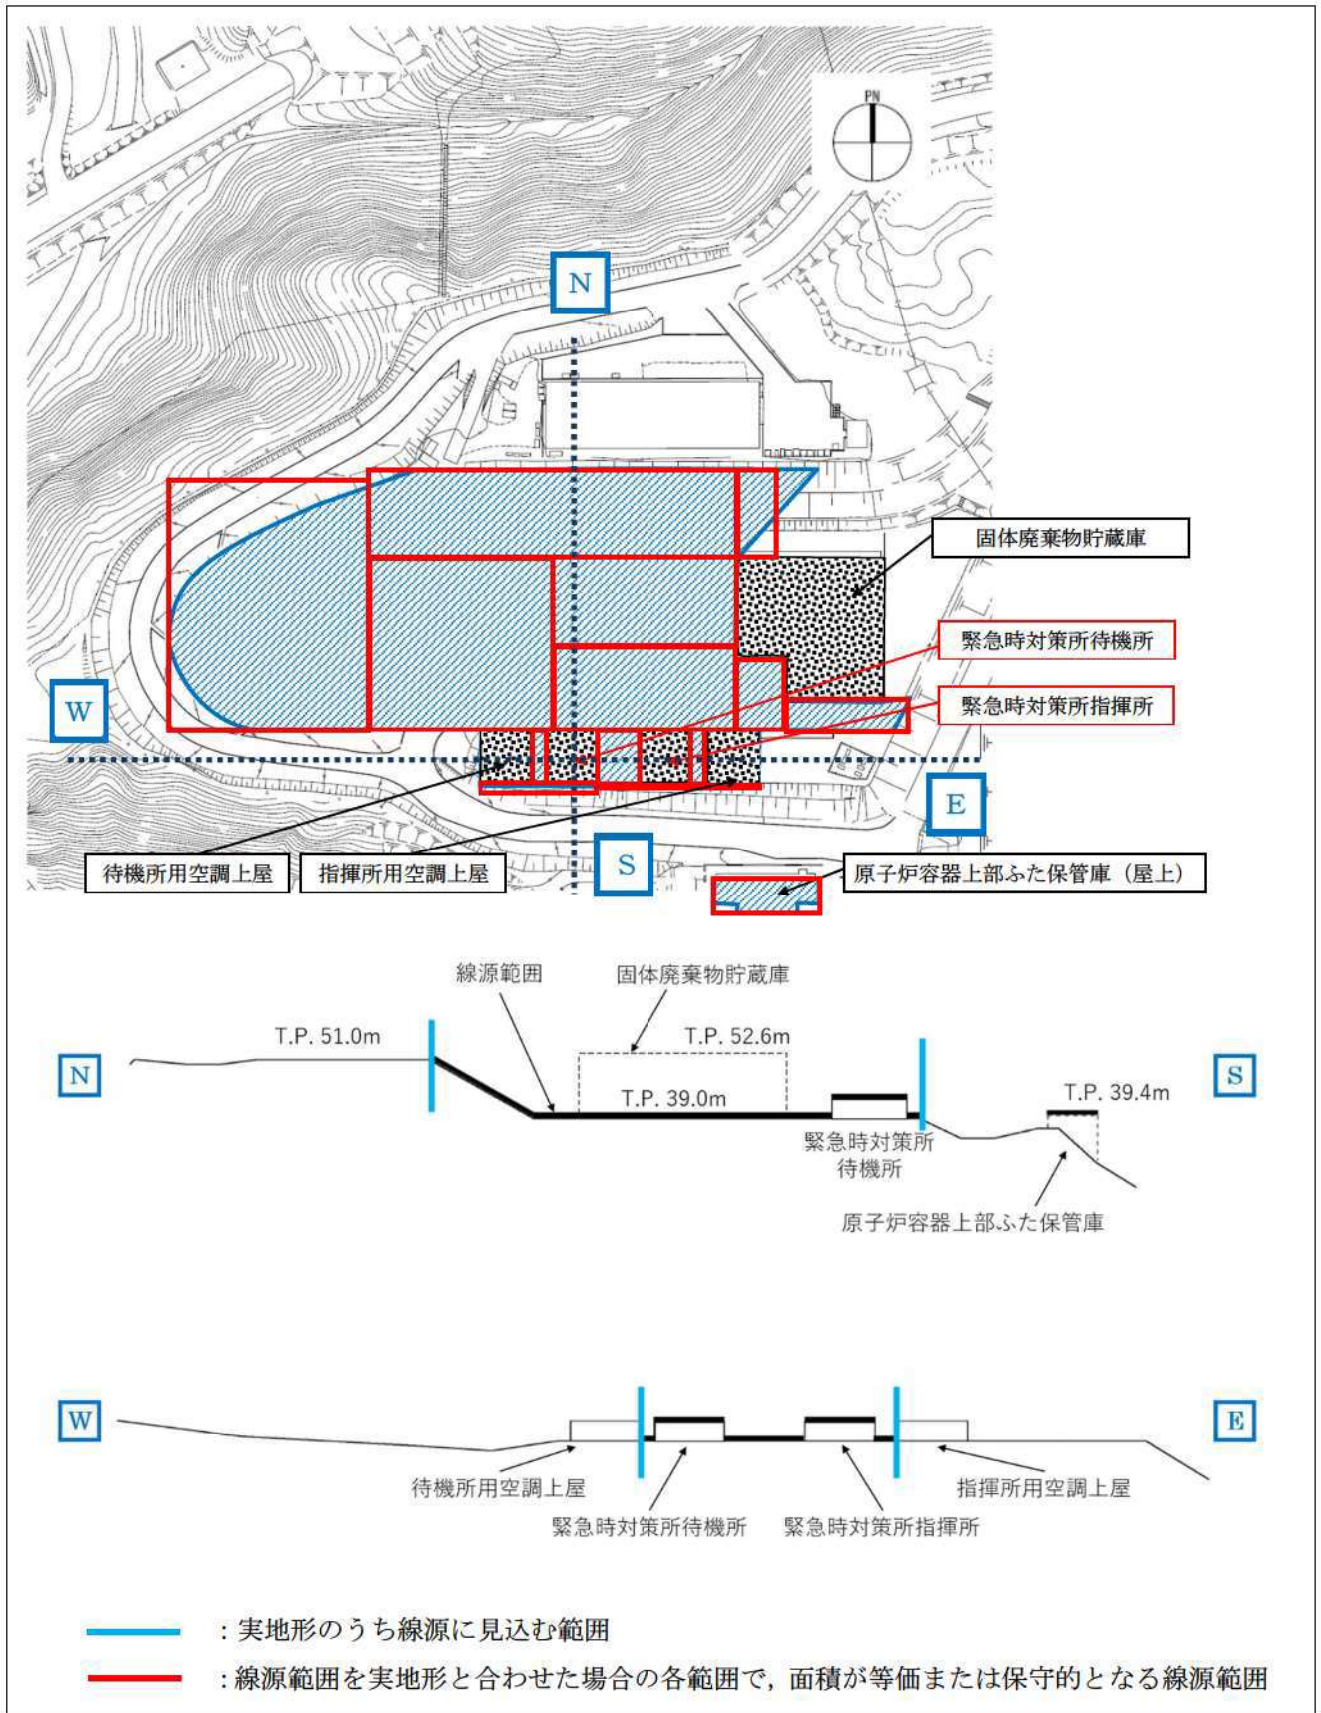 PN
N
固体廃棄物貯蔵庫
緊急時対策所待機所
W
緊急時対策所指揮所
E
S
待機所用空調上屋
指揮所用空調上屋
原子炉容器上部ふた保管庫（屋上）
線源範囲
固体廃棄物貯蔵庫
T.P. 51.0m
T.P. 52.6m
N
S
T.P. 39.0m
T.P. 39.4m
緊急時対策所
待機所
原子炉容器上部ふた保管庫
W
E
待機所用空調上屋
指揮所用空調上屋
緊急時対策所待機所
緊急時対策所指揮所
：実地形のうち線源に見込む範囲
：線源範囲を実地形と合わせた場合の各範囲で，面積が等価または保守的となる線源範囲